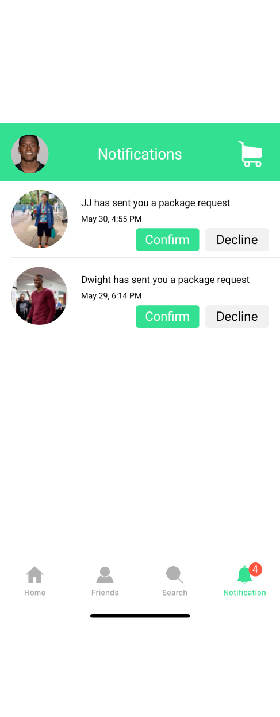 Notifications
JJ has sent you a package request
May 30, 4:55 PM
Confirm Decline
Dwight has sent you a package request
May 29, 6:14 PM
Confirm Decline
4
Home Friends Search Notification